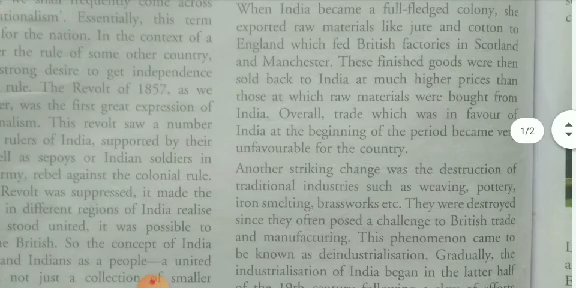 we shall frequently come across
ationalism'. Essentially, this term
for the nation. In the context of a
r the rule of some other country,
strong desire to get independence
rule. The Revolt of 1857, as we
er, was the first great expression of
nalism. This revolt saw a number
rulers of India, supported by their
ell as sepoys or Indian soldiers in
rmy, rebel against the colonial rule.
Revolt was suppressed, it made the
in different regions of India realise
stood united, it was possible to
e British. So the concept of India
and Indians as a people—a united
not just a collection of smaller
When India became a full-fledged colony, she
exported raw materials like jute and cotton to
England which fed British factories in Scotland
and Manchester. These finished goods were then
sold back to India at much higher prices than
those at which raw materials were bought from
India. Overall, trade which was in favour of
India at the beginning of the period became ver
unfavourable for the country.
Another striking change was the destruction of
traditional industries such as weaving, pottery,
iron smelting, brassworks etc. They were destroyed
since they often posed a challenge to British trade
and manufacturing. This phenomenon came to
be known as deindustrialisation. Gradually, the
industrialisation of India began in the latter half
of the 19th century following a slew of efforts
1/2